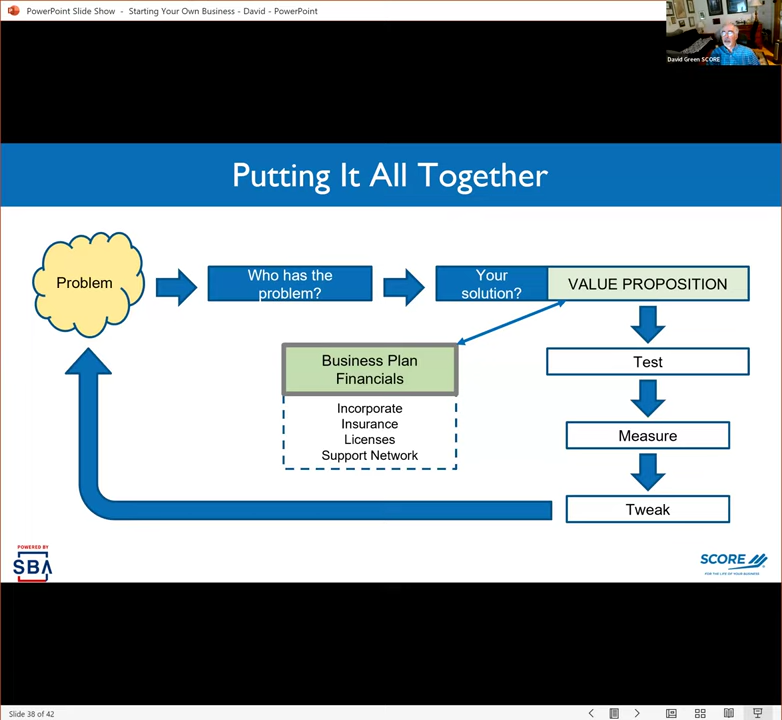 PowerPoint Slide Show - Starting Your Own Business - David - PowerPoint
David Green SCORE
Putting It All Together
Problem
Who has the
problem?
Your
solution?
VALUE PROPOSITION
Business Plan
Financials
Incorporate
Insurance
Licenses
Support Network
Test
Measure
Tweak
POWERED BY
SBA
SCORE
FOR THE LIFE OF YOUR BUSINESS
Slide 38 of 42